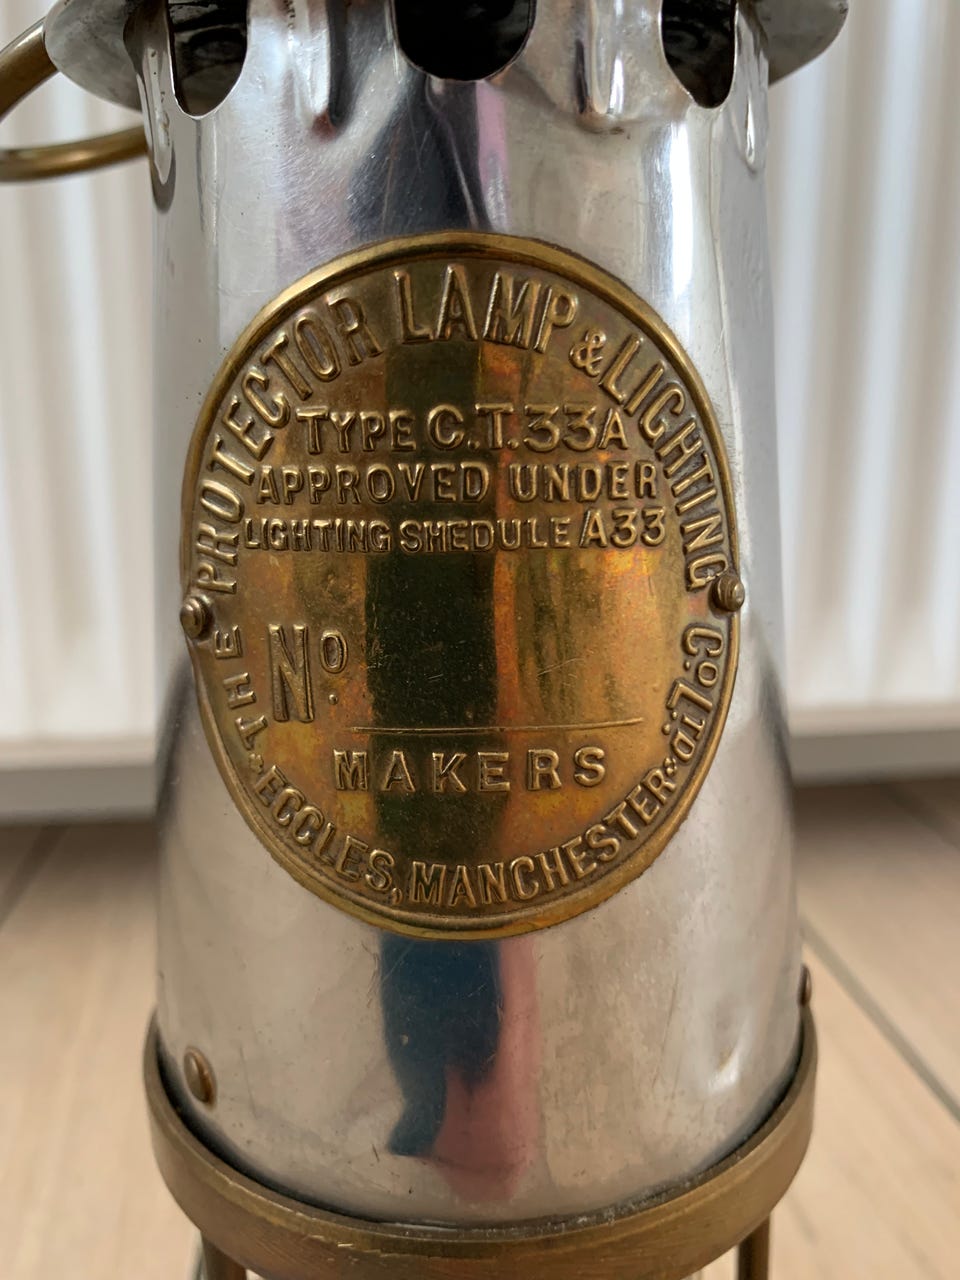 THE PROTECTOR LAMP & LIGHTING Co. LTD.
TYPE C.T.33A
APPROVED UNDER
LIGHTING SHEDULE A33
No.
MAKERS
ECCLES, MANCHESTER